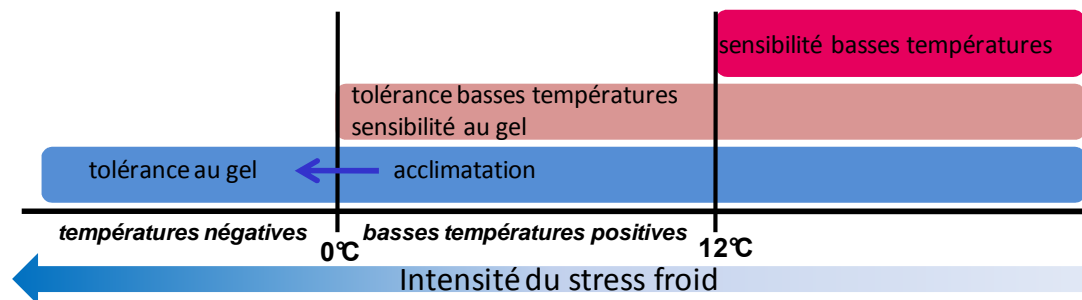 sensibilité basses températures
tolérance basses températures
sensibilité au gel
tolérance au gel
acclimatation
températures négatives
basses températures positives
0°C
12°C
Intensité du stress froid